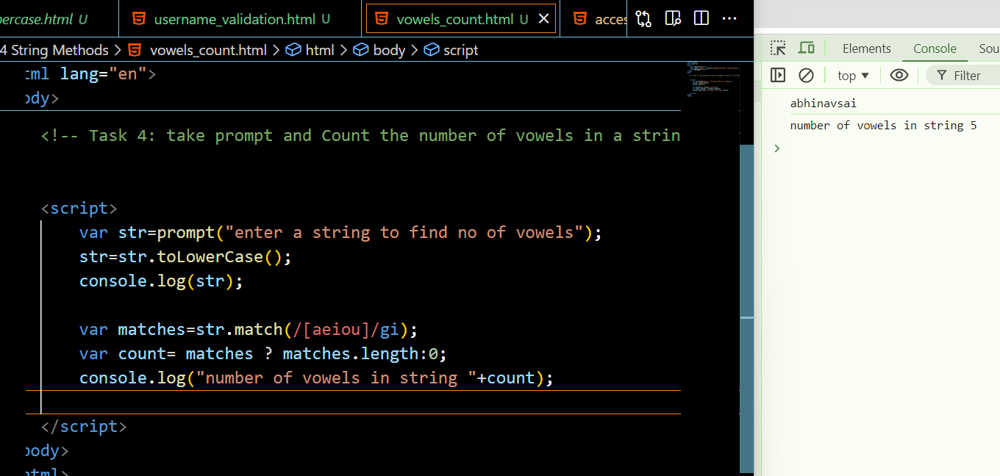 percase.html U username_validation.html U vowels_count.html U acces
4 String Methods > vowels_count.html > html > body > script
tml lang="en">
ody>
<!-- Task 4: take prompt and Count the number of vowels in a strin
<script>
var str=prompt("enter a string to find no of vowels");
str=str.toLowerCase();
console.log(str);
var matches=str.match(/[aeiou]/gi);
var count= matches ? matches.length:0;
console.log("number of vowels in string "+count);
</script>
body>
html>
Elements Console Sou
top Filter
abhinavsai
number of vowels in string 5
>